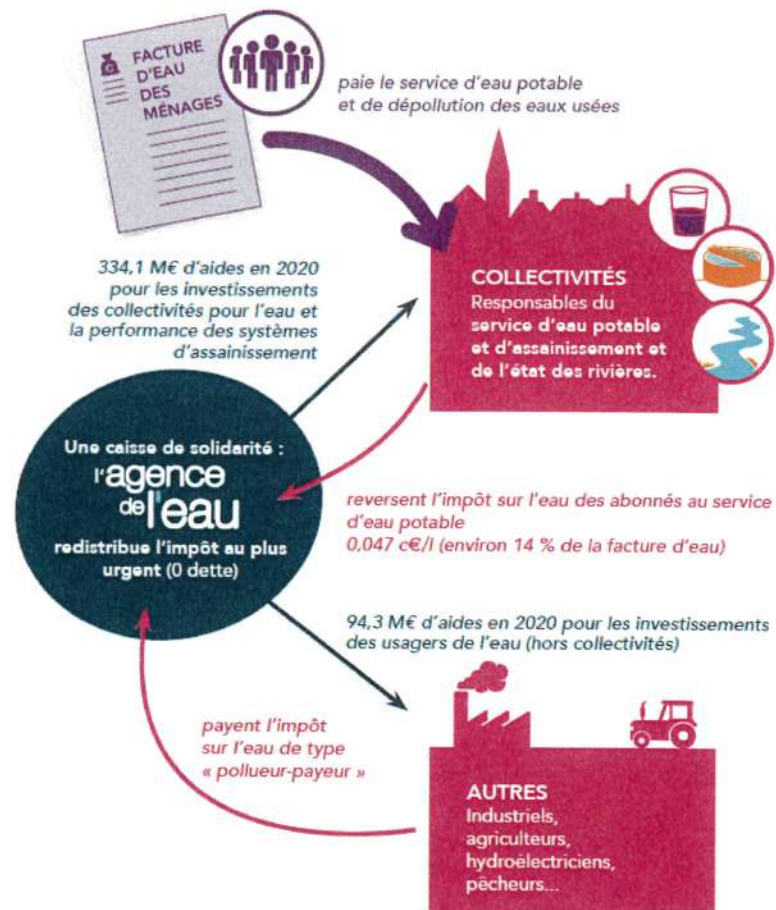 FACTURE
D'EAU
DES
MÉNAGES
paie le service d'eau potable
et de dépollution des eaux usées
334,1 M€ d'aides en 2020
pour les investissements
des collectivités pour l'eau et
la performance des systèmes
d'assainissement
COLLECTIVITÉS
Responsables du
service d'eau potable
et d'assainissement et
de l'état des rivières.
Une caisse de solidarité :
l'agence
de l'eau
redistribue l'impôt au plus
urgent (0 dette)
reversent l'impôt sur l'eau des abonnés au service
d'eau potable
0,047 c€/l (environ 14 % de la facture d'eau)
94,3 M€ d'aides en 2020 pour les investissements
des usagers de l'eau (hors collectivités)
payent l'impôt
sur l'eau de type
« pollueur-payeur »
AUTRES
Industriels,
agriculteurs,
hydroélectriciens,
pêcheurs...